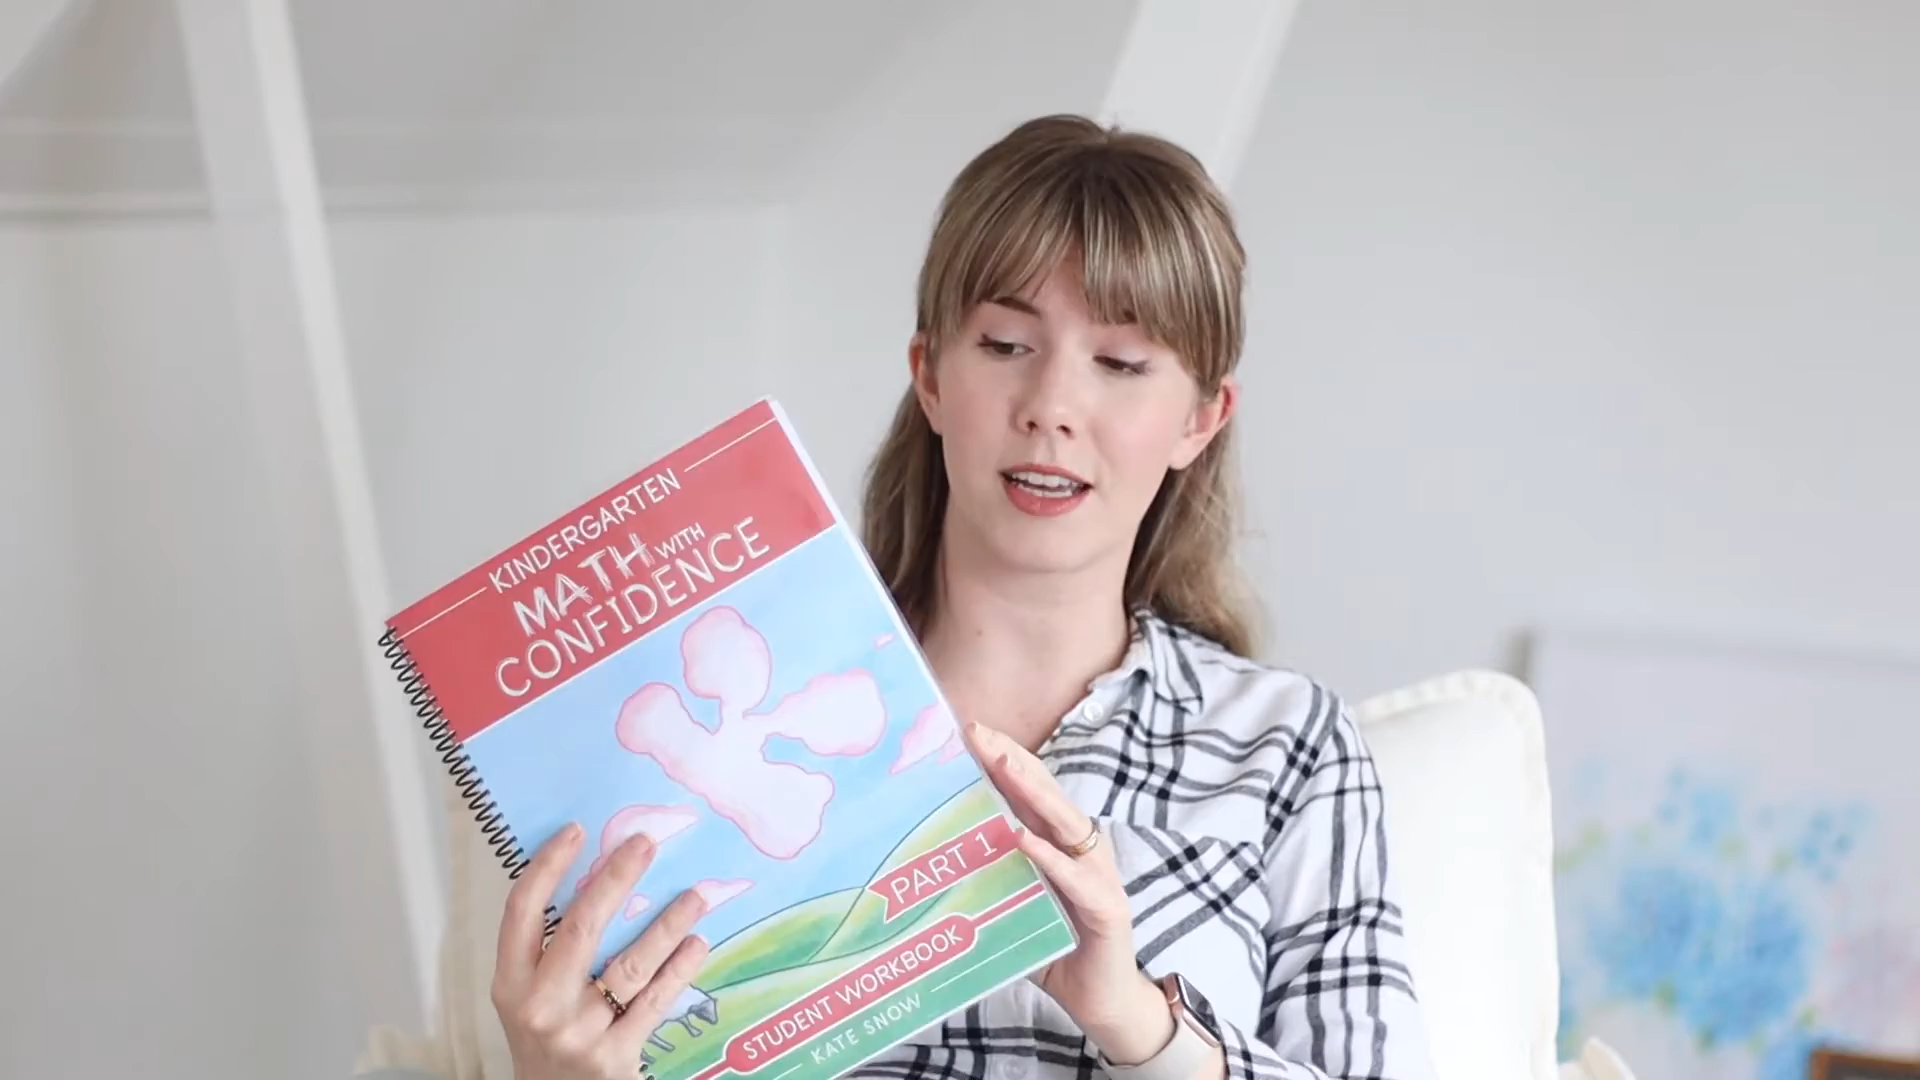 KINDERGARTEN
MATH WITH
CONFIDENCE
PART 1
STUDENT WORKBOOK
KATE SNOW